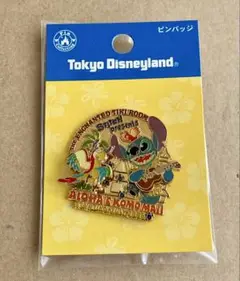 ピンバッジ
Tokyo Disneyland®
THE ENCHANTED TIKI ROOM
Stitch
Presents
ALOHA E KOMO MAI!